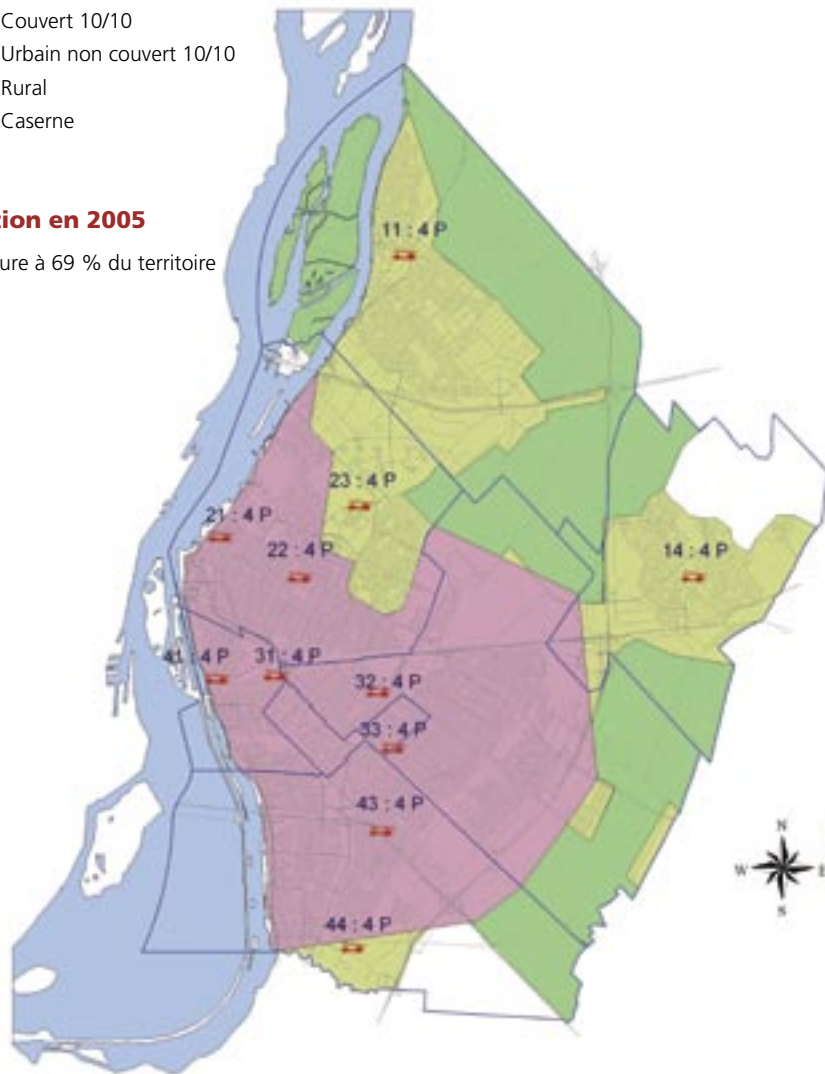 Couvert 10/10
Urbain non couvert 10/10
Rural
Caserne
tion en 2005
ure à 69 % du territoire
11 : 4 P
23 : 4 P
21 : 4 P
22 : 4 P
14 : 4 P
41 : 4 P
31 : 4 P
32 : 4 P
33 : 4 P
43 : 4 P
44 : 4 P
N
W
E
S